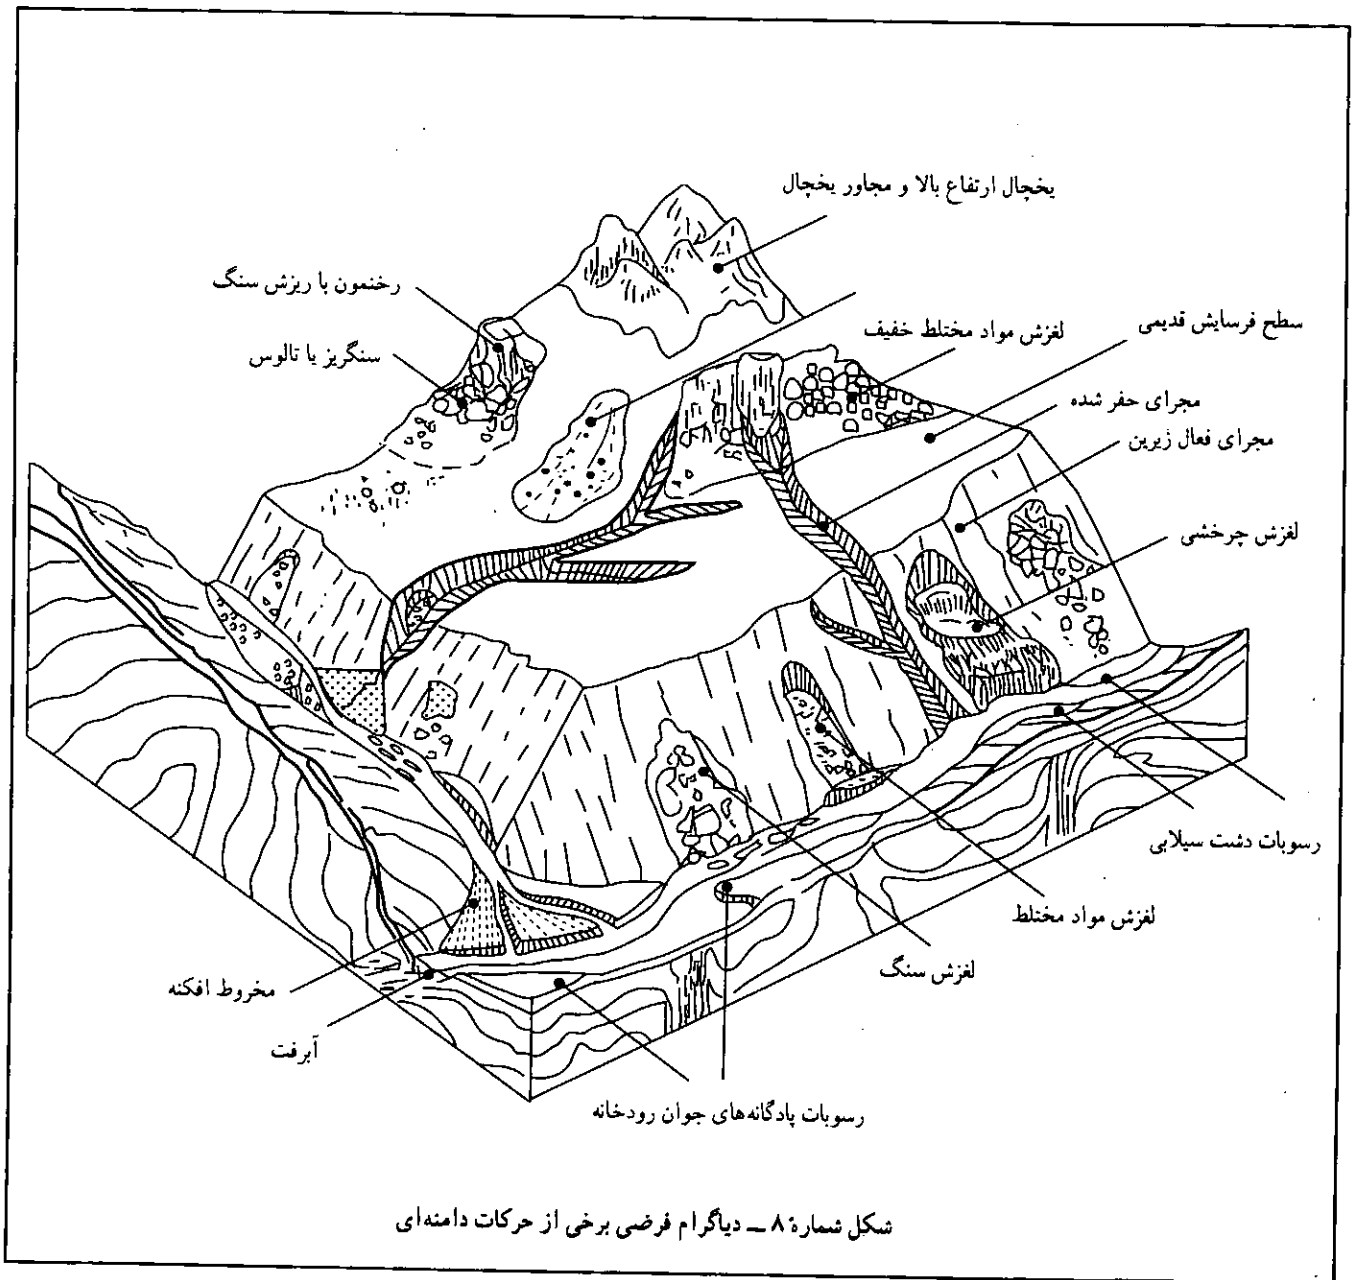 یخچال ارتفاع بالا و مجاور یخچال
رخنمون با ریزش سنگ
سنگریز یا تالوس
لغزش مواد مختلط خفیف
سطح فرسایش قدیمی
مجرای حفر شده
مجرای فعال زیرین
لغزش چرخشی
رسوبات دشت سیلابی
لغزش مواد مختلط
لغزش سنگ
مخروط افکنه
آبرفت
رسوبات پادگانه‌های جوان رودخانه
شکل شمارهٔ ۸ ــ دیاگرام فرضی برخی از حرکات دامنه‌ای